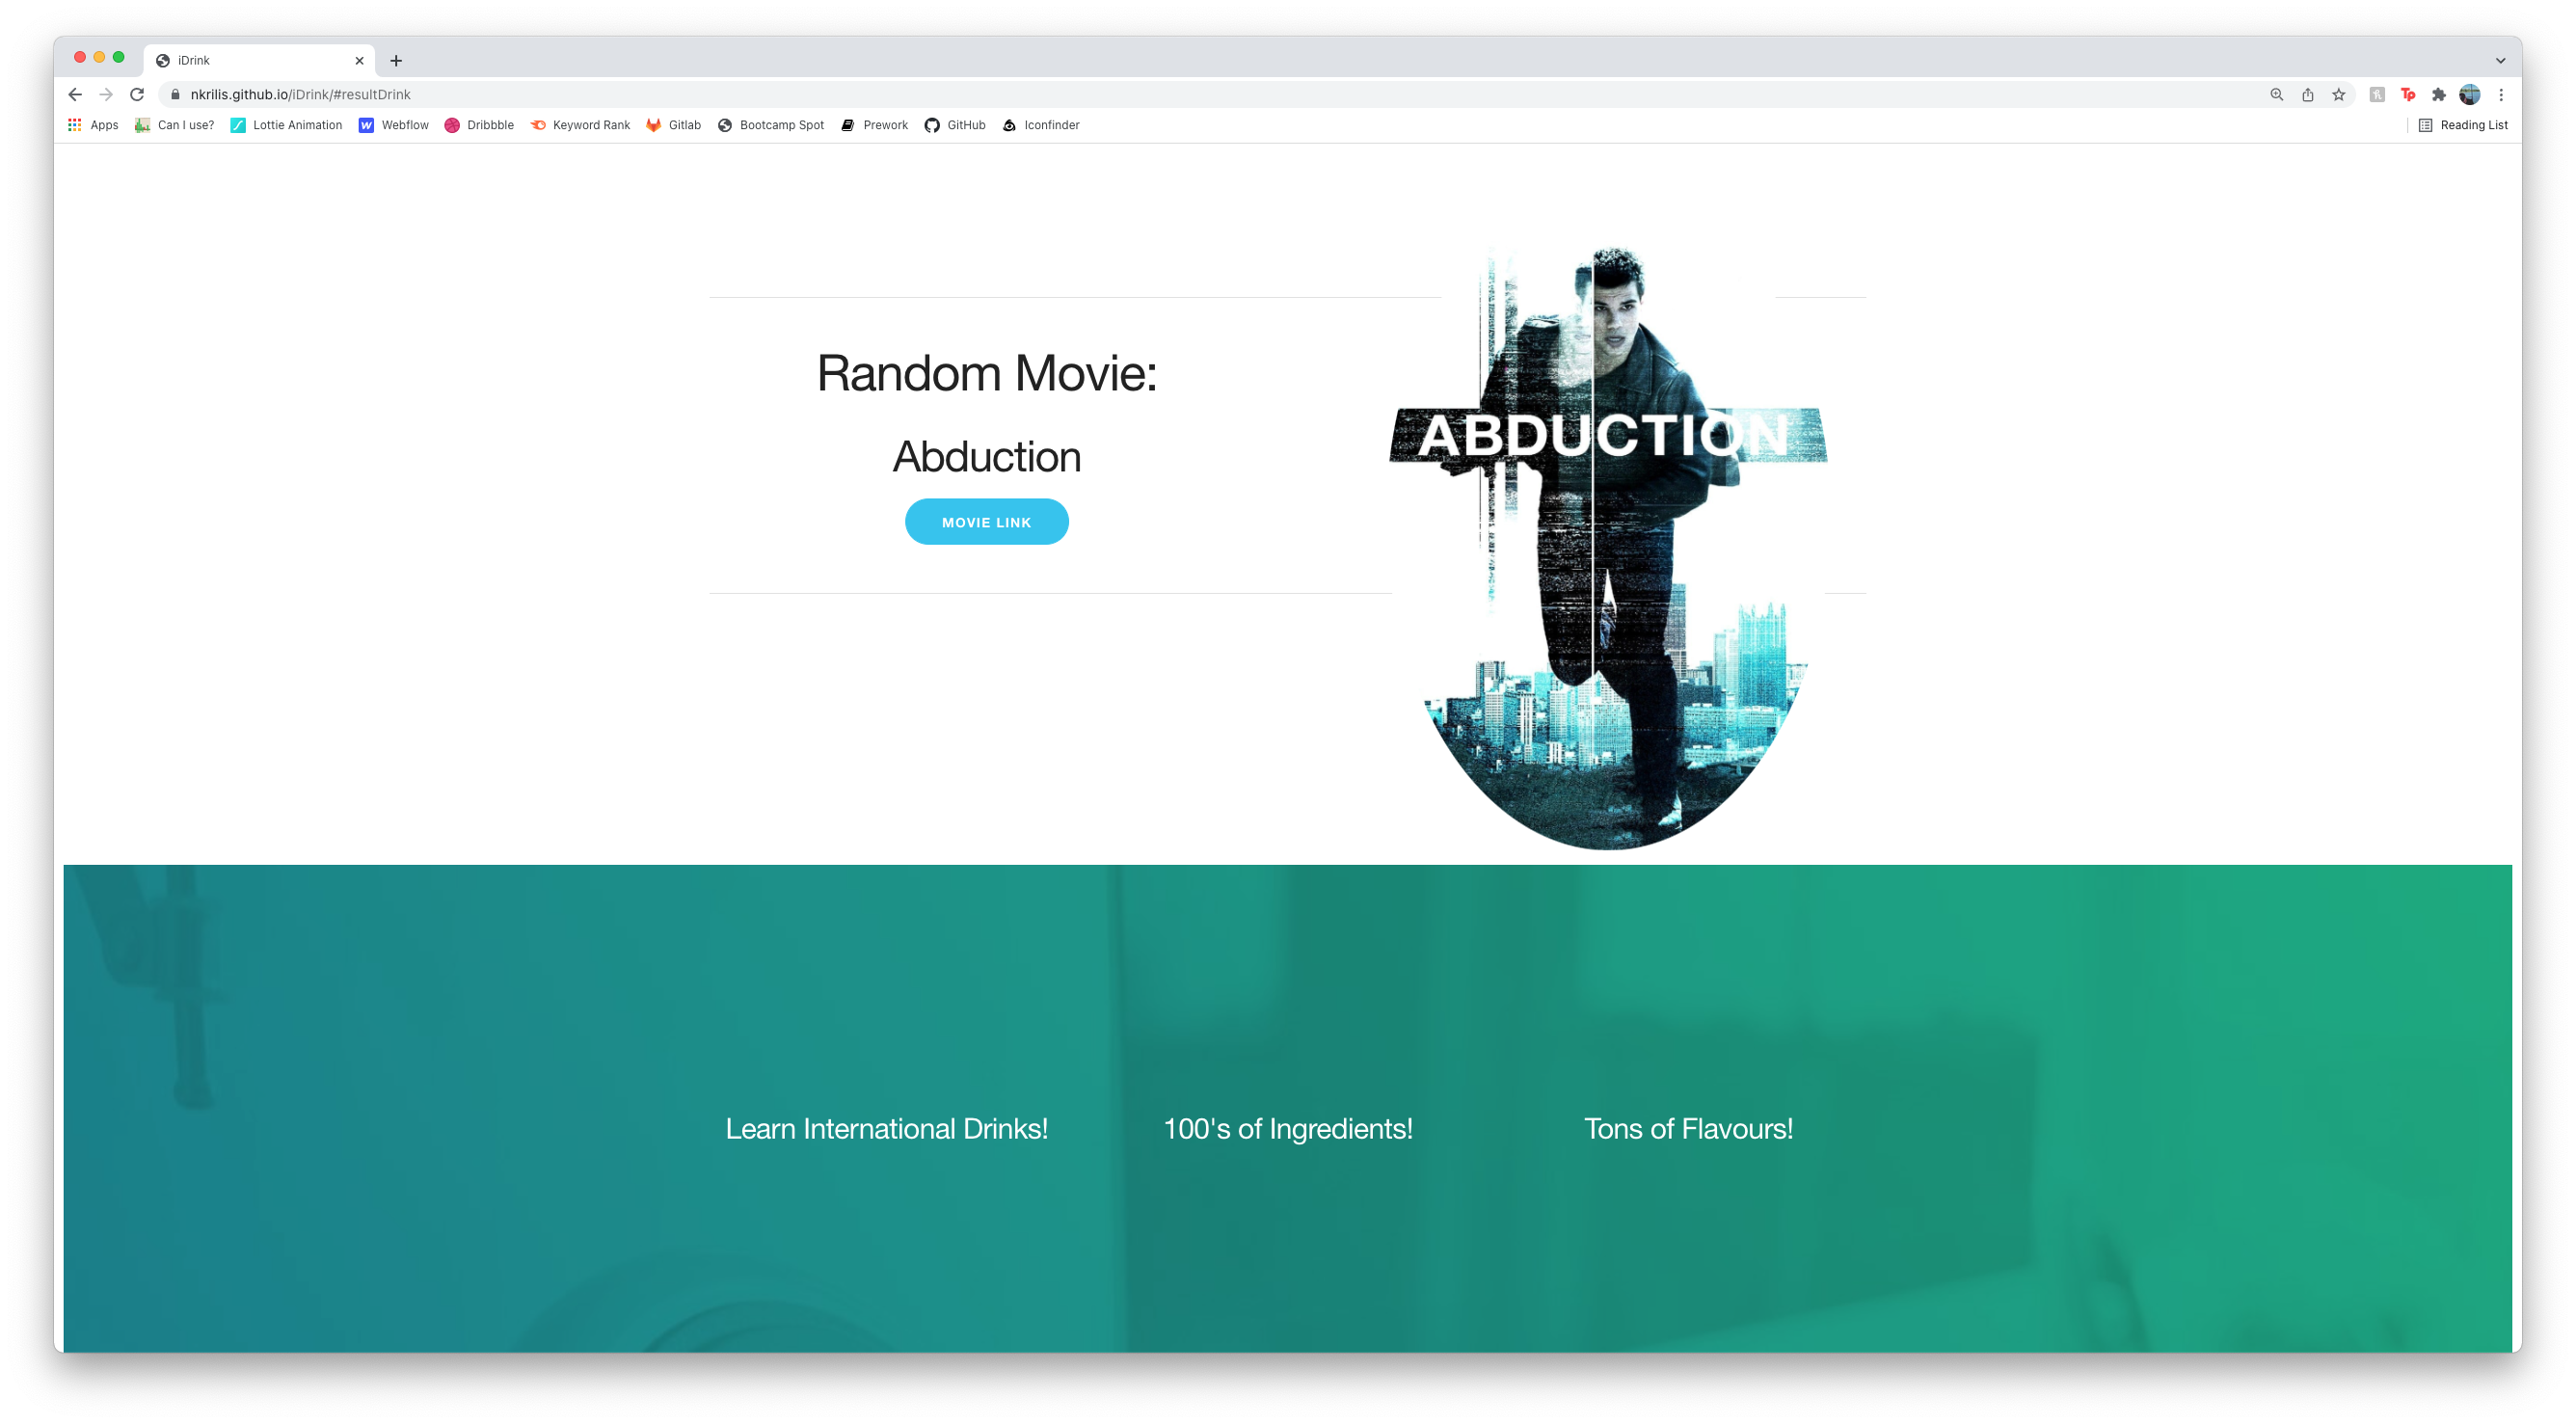 iDrink
nkrilis.github.io/iDrink/#resultDrink
Apps Can I use? Lottie Animation Webflow Dribbble Keyword Rank Gitlab Bootcamp Spot Prework GitHub Iconfinder Reading List
Random Movie:
Abduction
MOVIE LINK
ABDUCTION
Learn International Drinks! 100's of Ingredients! Tons of Flavours!